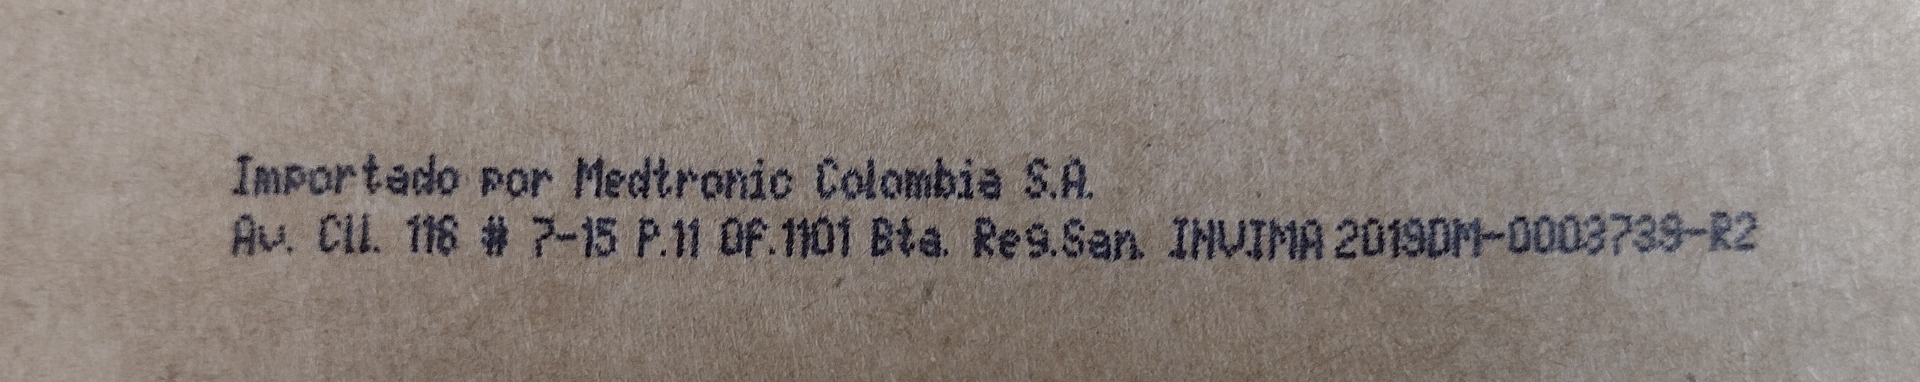 Importado por Medtronic Colombia S.A.
Av. Cll. 116 # 7-15 P.11 OF.1101 Bta. Reg.San. INVIMA 2019DM-0003739-R2